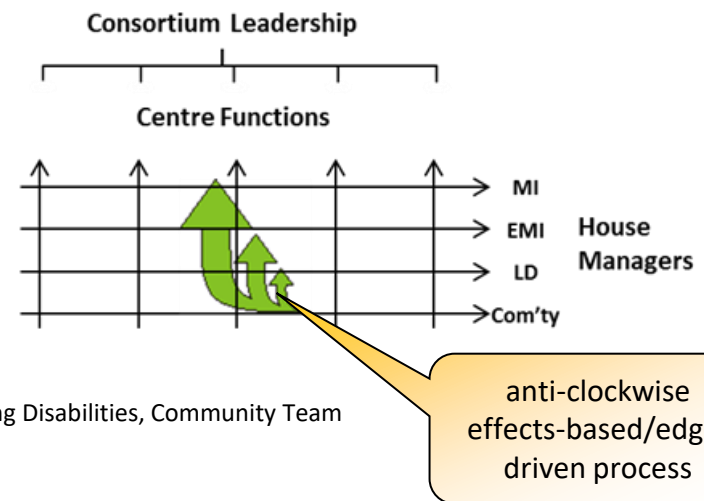 Consortium Leadership
Centre Functions
MI
EMI
House
Managers
LD
Com'ty
Disabilities, Community Team
anti-clockwise
effects-based/edg
driven process